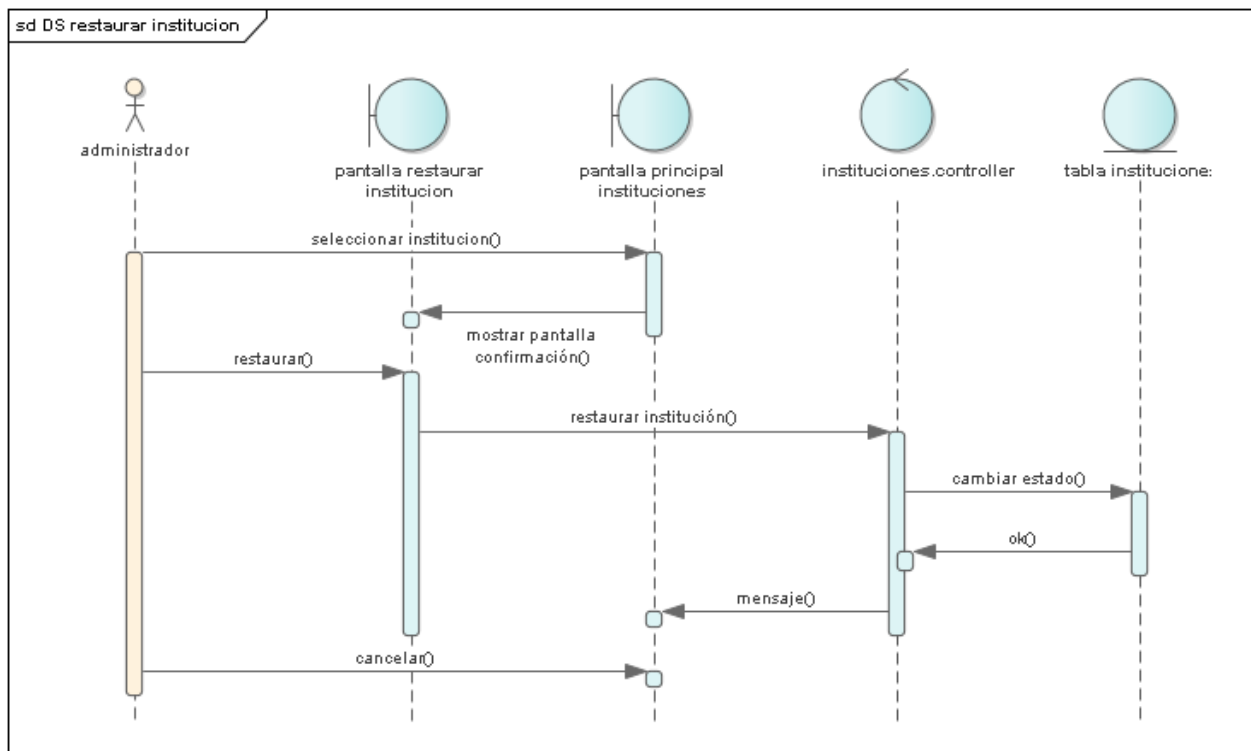 sd DS restaurar institucion
administrador
pantalla restaurar
institucion
pantalla principal
instituciones
instituciones.controller
tabla institucione:
seleccionar institucion()
mostrar pantalla
confirmación()
restaurar()
restaurar institución()
cambiar estado()
ok()
mensaje()
cancelar()